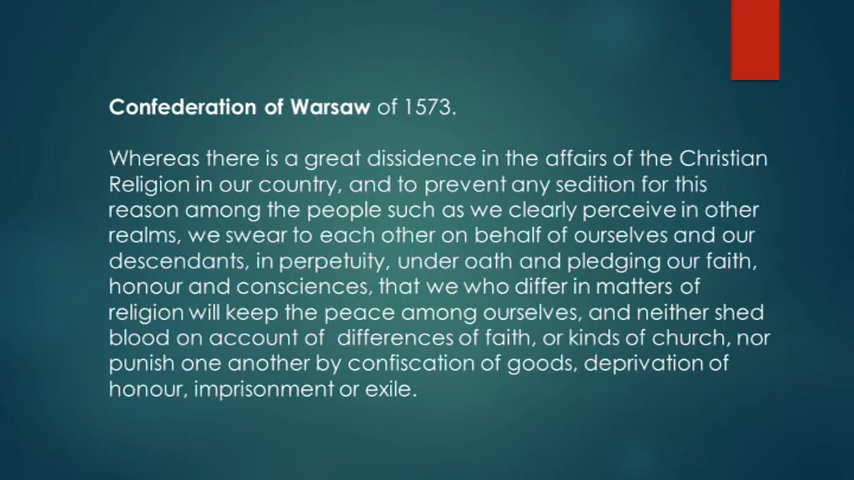 Confederation of Warsaw of 1573.
Whereas there is a great dissidence in the affairs of the Christian
Religion in our country, and to prevent any sedition for this
reason among the people such as we clearly perceive in other
realms, we swear to each other on behalf of ourselves and our
descendants, in perpetuity, under oath and pledging our faith,
honour and consciences, that we who differ in matters of
religion will keep the peace among ourselves, and neither shed
blood on account of differences of faith, or kinds of church, nor
punish one another by confiscation of goods, deprivation of
honour, imprisonment or exile.